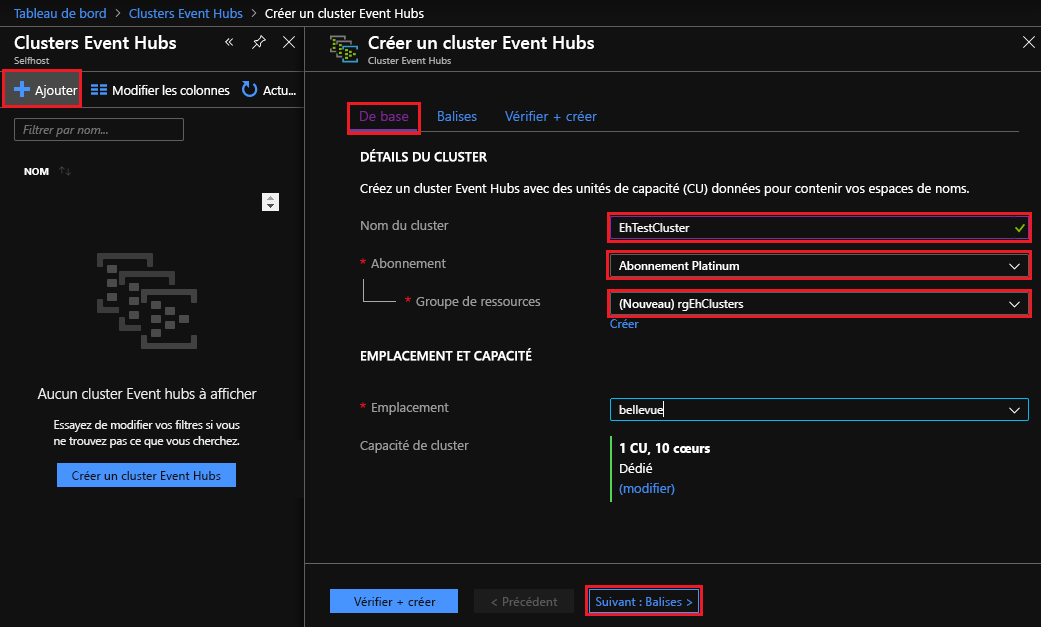 Tableau de bord > Clusters Event Hubs > Créer un cluster Event Hubs
Clusters Event Hubs
Selfhost
Ajouter
Modifier les colonnes
Actu...
Filtrer par nom...
NOM
Aucun cluster Event hubs à afficher
Essayez de modifier vos filtres si vous
ne trouvez pas ce que vous cherchez.
Créer un cluster Event Hubs
Créer un cluster Event Hubs
Cluster Event Hubs
De base
Balises
Vérifier + créer
DÉTAILS DU CLUSTER
Créez un cluster Event Hubs avec des unités de capacité (CU) données pour contenir vos espaces de noms.
Nom du cluster
EhTestCluster
* Abonnement
Abonnement Platinum
* Groupe de ressources
(Nouveau) rgEhClusters
Créer
EMPLACEMENT ET CAPACITÉ
* Emplacement
bellevue
Capacité de cluster
1 CU, 10 cœurs
Dédié
(modifier)
Vérifier + créer
< Précédent
Suivant : Balises >